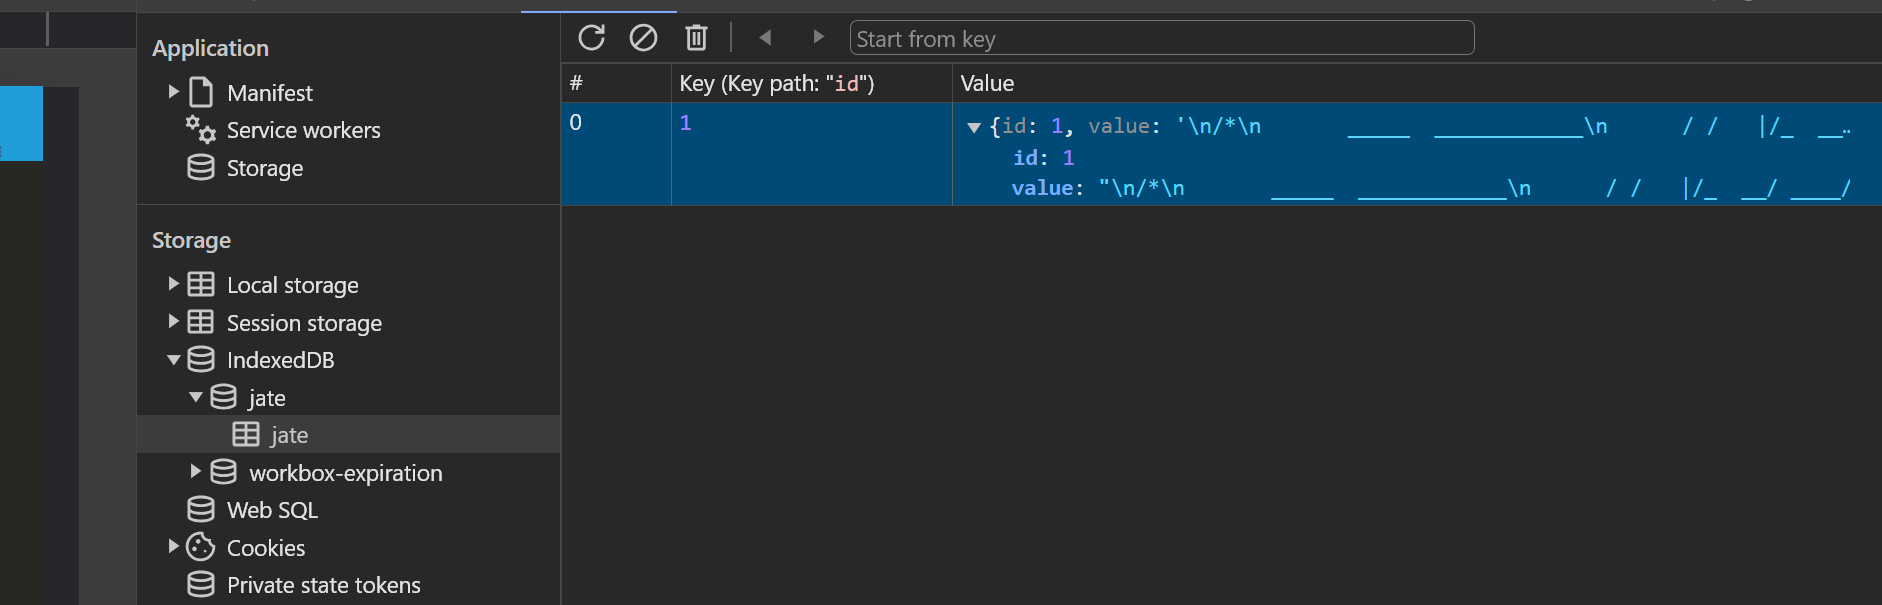 Application
Manifest
Service workers
Storage
Storage
Local storage
Session storage
IndexedDB
jate
jate
workbox-expiration
Web SQL
Cookies
Private state tokens
Start from key
# Key (Key path: "id") Value
0 1 {id: 1, value: '\n/*\n       _____  ____________\n      / /   |/_  __…
id: 1
value: "\n/*\n       _____  ____________\n      / /   |/_  __/ ____/